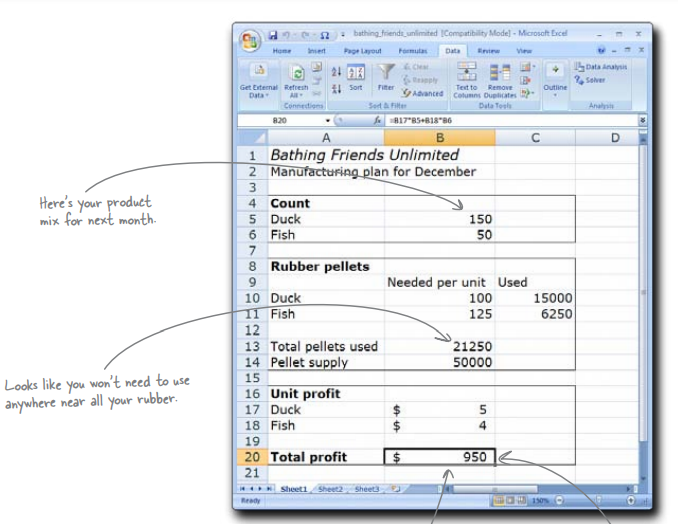 bathing_friends_unlimited [Compatibility Mode] - Microsoft Excel
Home Insert Page Layout Formulas Data Review View
Get External Data
Refresh All
Connections
Sort
Filter
Clear
Reapply
Advanced
Sort & Filter
Text to Columns
Remove Duplicates
Data Tools
Outline
Data Analysis
Solver
Analysis
B20 fx =B17*B5+B18*B6
A B C D
1 Bathing Friends Unlimited
2 Manufacturing plan for December
3
4 Count
5 Duck 150
6 Fish 50
7
8 Rubber pellets
9 Needed per unit Used
10 Duck 100 15000
11 Fish 125 6250
12
13 Total pellets used 21250
14 Pellet supply 50000
15
16 Unit profit
17 Duck $ 5
18 Fish $ 4
19
20 Total profit $ 950
21
Sheet1 Sheet2 Sheet3
Ready 150%
Here's your product
mix for next month.
Looks like you won't need to use
anywhere near all your rubber.